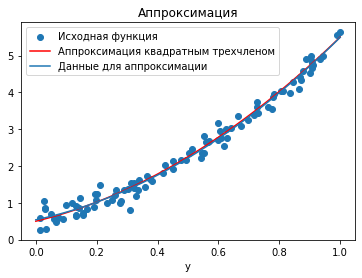 Аппроксимация
Исходная функция
Аппроксимация квадратным трехчленом
Данные для аппроксимации
5
4
3
2
1
0
0.0 0.2 0.4 0.6 0.8 1.0
y